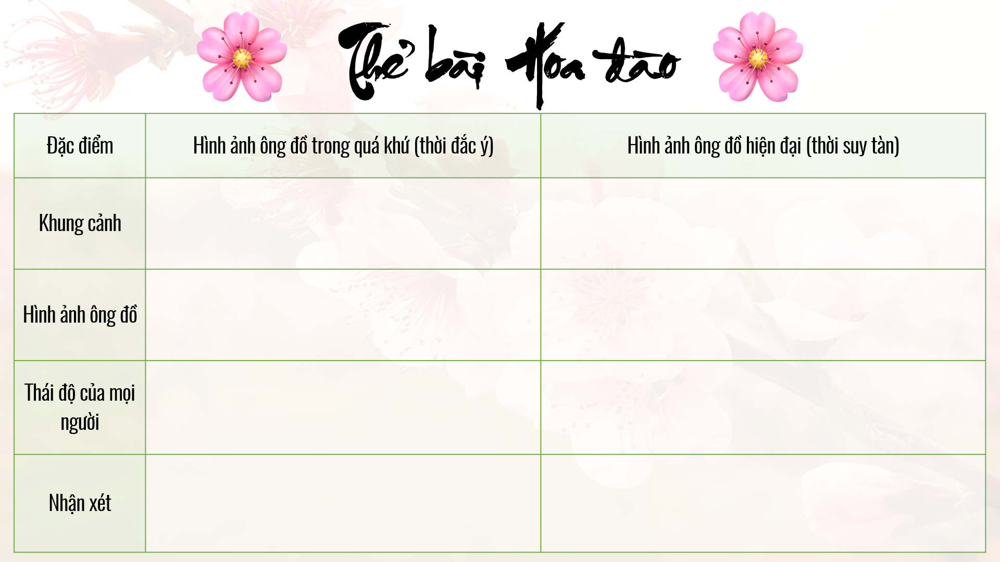 Thẻ bài Hoa đào
Đặc điểm
Hình ảnh ông đồ trong quá khứ (thời đắc ý)
Hình ảnh ông đồ hiện đại (thời suy tàn)
Khung cảnh
Hình ảnh ông đồ
Thái độ của mọi
người
Nhận xét